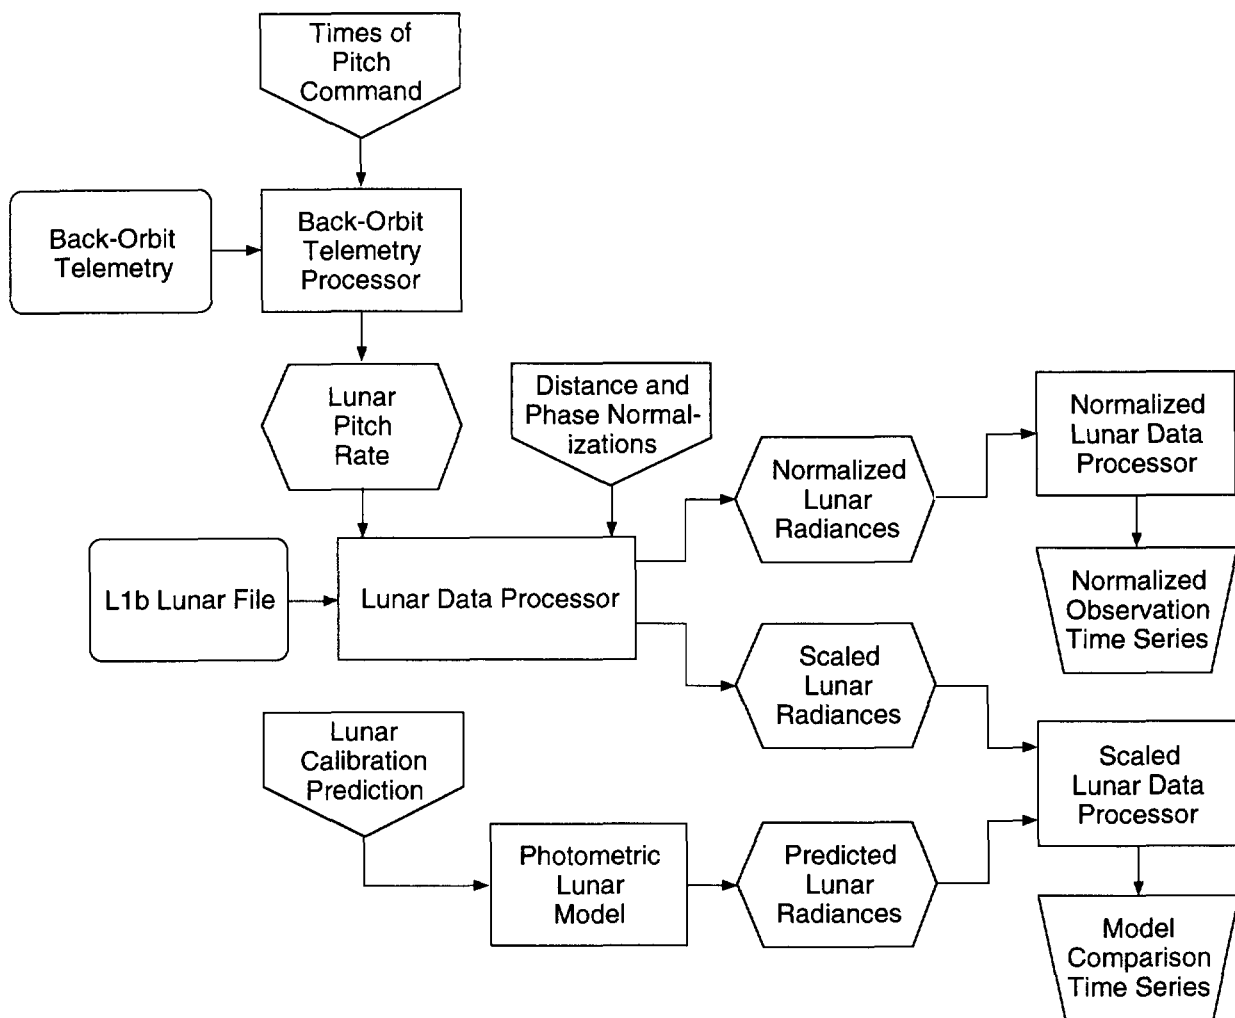 Times of
Pitch
Command
Back-Orbit
Telemetry
Back-Orbit
Telemetry
Processor
Lunar
Pitch
Rate
Distance and
Phase Normal-
izations
Normalized
Lunar
Radiances
Normalized
Lunar Data
Processor
L1b Lunar File
Lunar Data Processor
Normalized
Observation
Time Series
Scaled
Lunar
Radiances
Lunar
Calibration
Prediction
Scaled
Lunar Data
Processor
Photometric
Lunar
Model
Predicted
Lunar
Radiances
Model
Comparison
Time Series